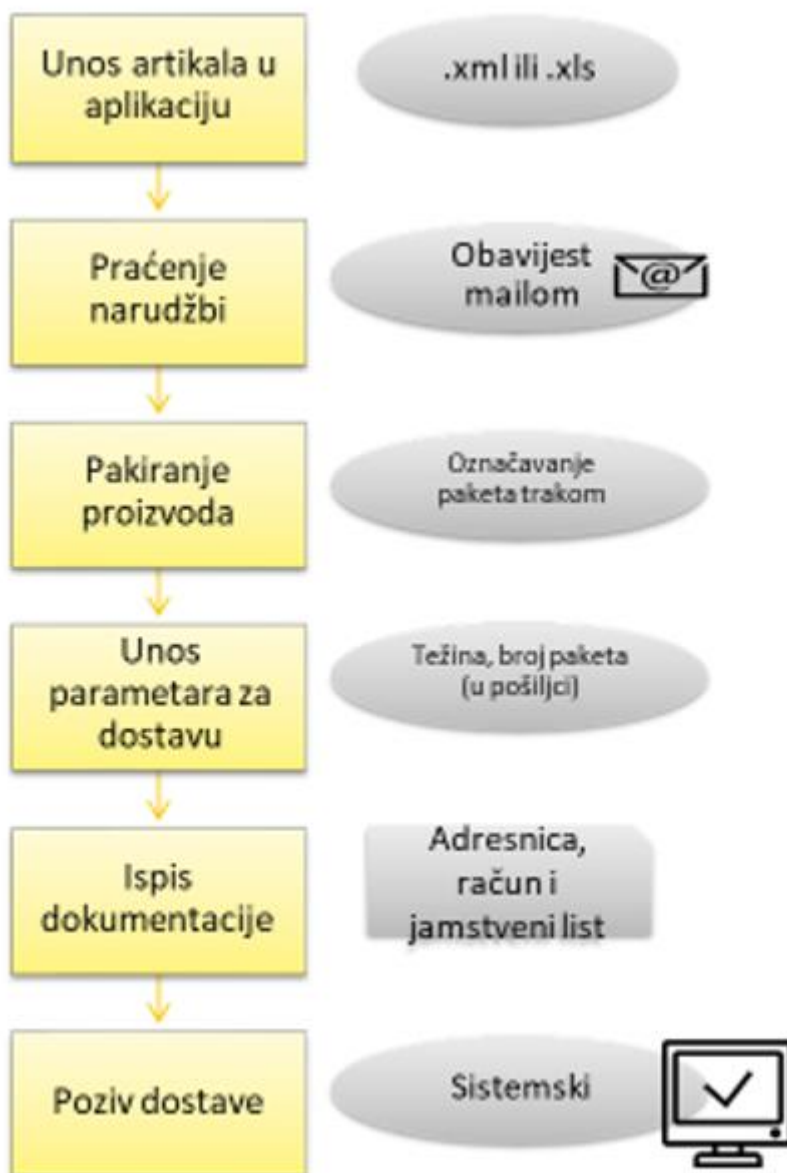 Unos artikala u
aplikaciju
.xml ili .xls
Praćenje
narudžbi
Obavijest
mailom
@
Pakiranje
proizvoda
Označavanje
paketa trakom
Unos
parametara za
dostavu
Težina, broj paketa
(u pošiljci)
Ispis
dokumentacije
Adresnica,
račun i
jamstveni list
Poziv dostave
Sistemski